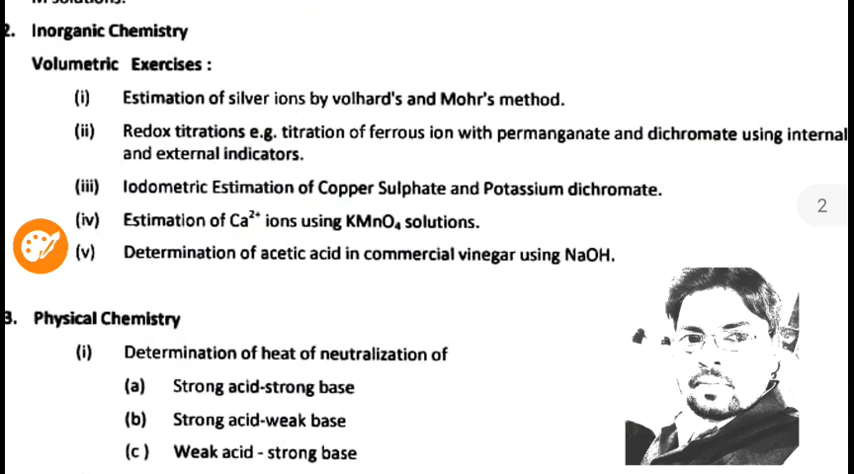 2. Inorganic Chemistry
Volumetric Exercises :
(i) Estimation of silver ions by volhard's and Mohr's method.
(ii) Redox titrations e.g. titration of ferrous ion with permanganate and dichromate using internal
and external indicators.
(iii) Iodometric Estimation of Copper Sulphate and Potassium dichromate.
(iv) Estimation of Ca²⁺ ions using KMnO₄ solutions.
(v) Determination of acetic acid in commercial vinegar using NaOH.
2
3. Physical Chemistry
(i) Determination of heat of neutralization of
(a) Strong acid-strong base
(b) Strong acid-weak base
(c ) Weak acid - strong base